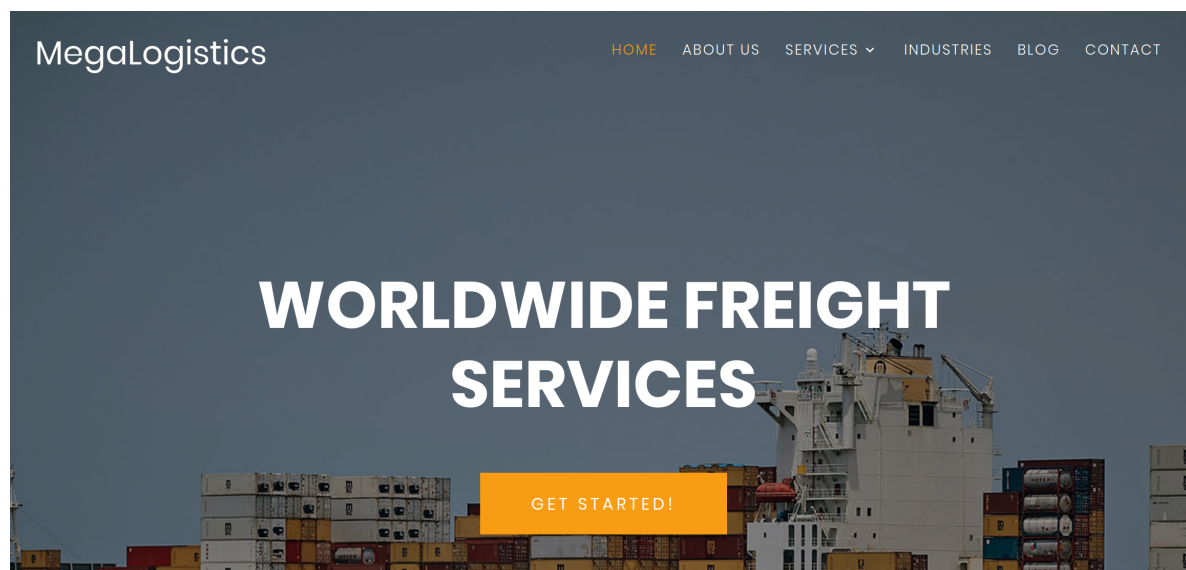 MegaLogistics
HOME ABOUT US SERVICES INDUSTRIES BLOG CONTACT
WORLDWIDE FREIGHT
SERVICES
GET STARTED!